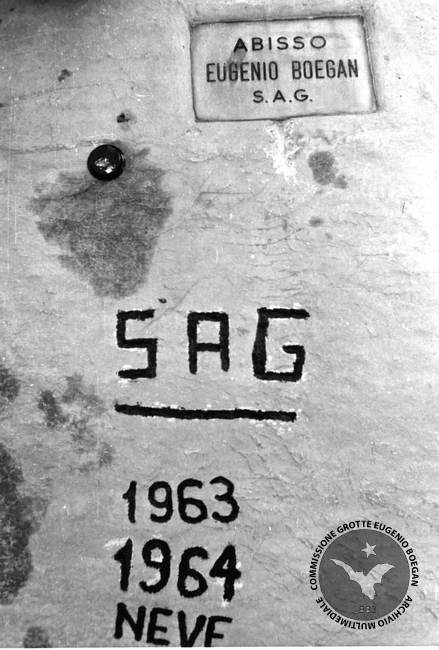 ABISSO
EUGENIO BOEGAN
S.A.G.
SAG
1963
1964
NEVE
COMMISSIONE GROTTE EUGENIO BOEGAN
ARCHIVIO MULTIMEDIALE